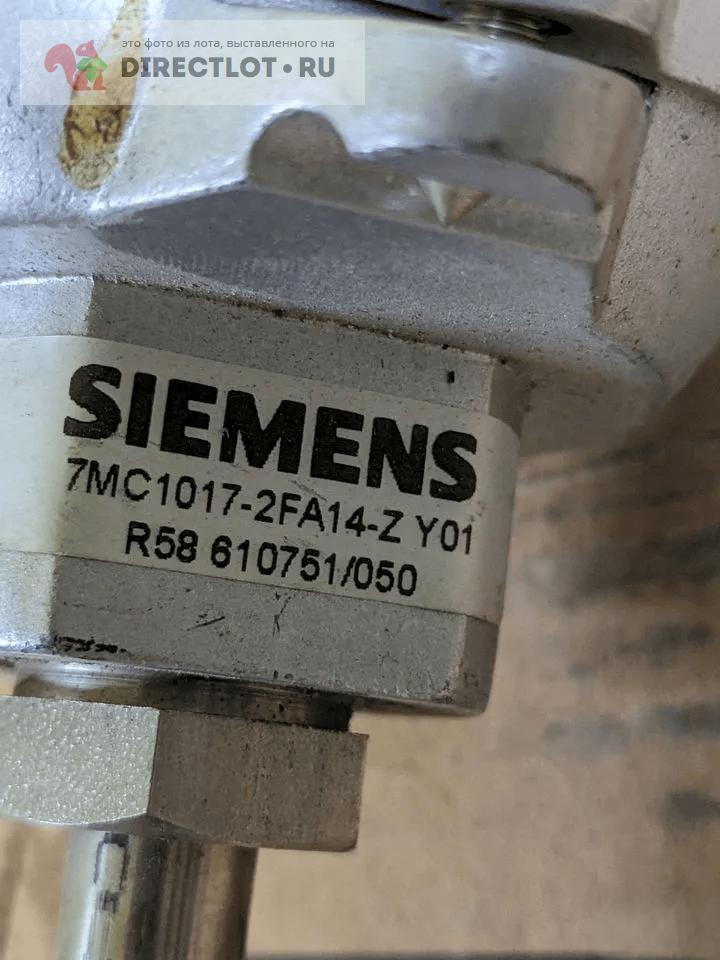 это фото из лота, выставленного на
DIRECTLOT•RU
SIEMENS
7MC1017-2FA14-Z Y01
R58 610751/050